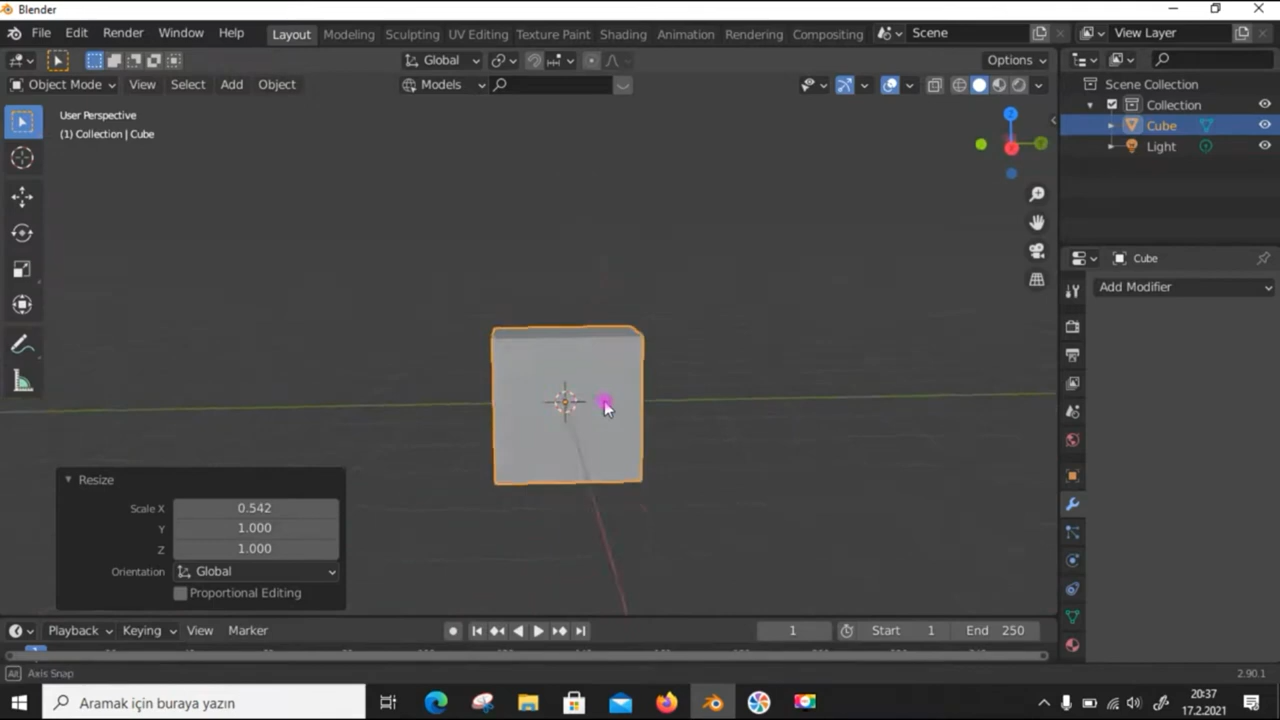 Blender
File Edit Render Window Help Layout Modeling Sculpting UV Editing Texture Paint Shading Animation Rendering Compositing Scene View Layer
Global Options
Object Mode View Select Add Object Models
Scene Collection
Collection
Cube
Light
User Perspective
(1) Collection | Cube
Z
Y
Cube
Add Modifier
Resize
Scale X 0.542
Y 1.000
Z 1.000
Orientation Global
Proportional Editing
Playback Keying View Marker 1 Start 1 End 250
Alt Axis Snap 2.90.1
Aramak için buraya yazın
20:37
17.2.2021